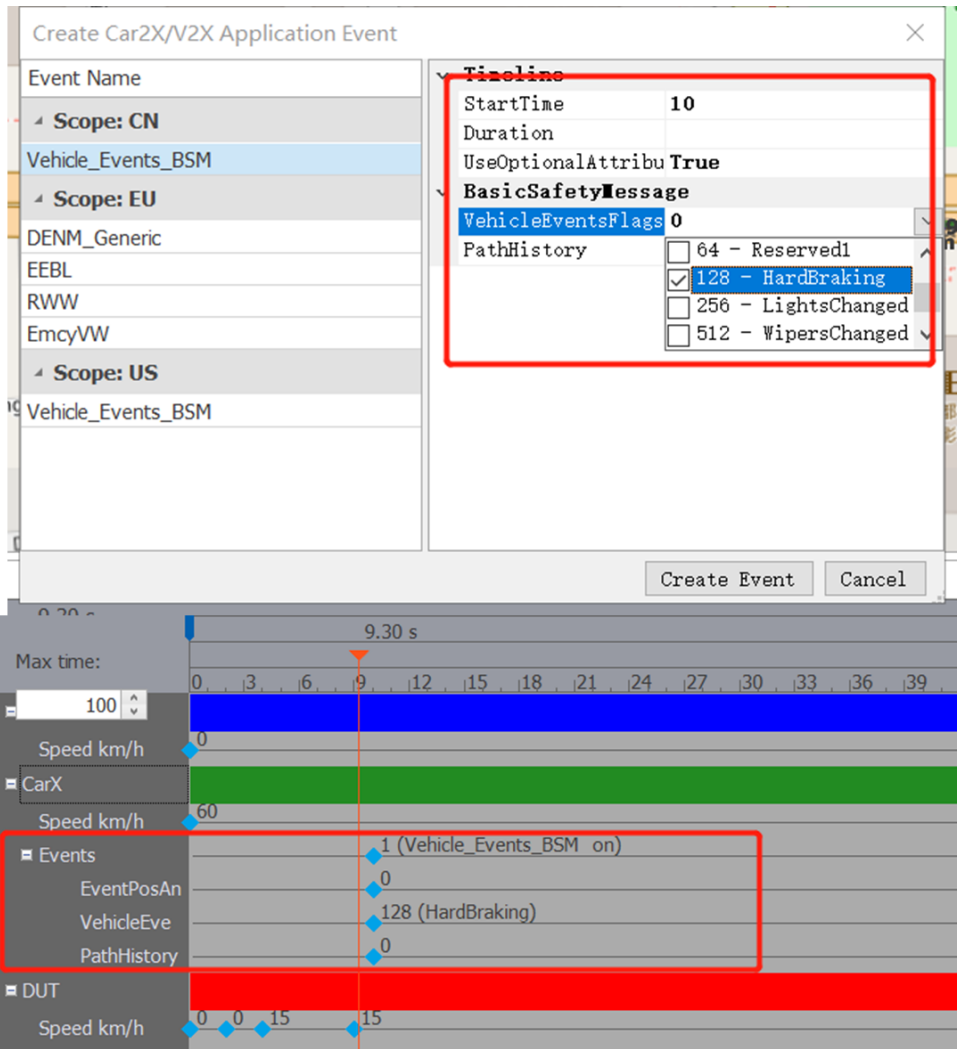 Create Car2X/V2X Application Event
Event Name
Scope: CN
Vehicle_Events_BSM
Scope: EU
DENM_Generic
EEBL
RWW
EmcyVW
Scope: US
Vehicle_Events_BSM
Timeline
StartTime 10
Duration
UseOptionalAttribu True
BasicSafetyMessage
VehicleEventsFlags 0
PathHistory
64 - Reserved1
128 - HardBraking
256 - LightsChanged
512 - WipersChanged
Create Event Cancel
9.30 s
Max time:
0 3 6 9 12 15 18 21 24 27 30 33 36 39
100
Speed km/h 0
CarX
Speed km/h 60
Events 1 (Vehicle_Events_BSM on)
EventPosAn 0
VehicleEve 128 (HardBraking)
PathHistory 0
DUT
Speed km/h 0 0 15 15